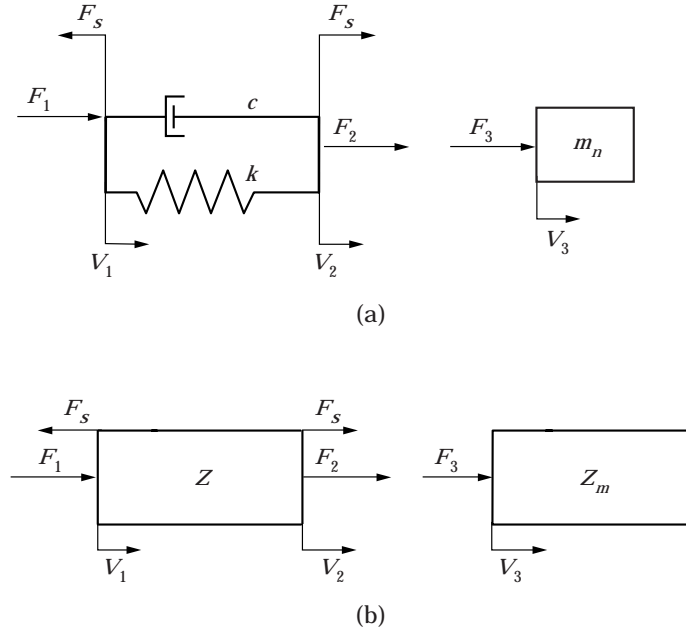 F_s F_s
F_1 c F_2 F_3 m_n
k
V_1 V_2 V_3
(a)
F_s F_s
F_1 Z F_2 F_3 Z_m
V_1 V_2 V_3
(b)